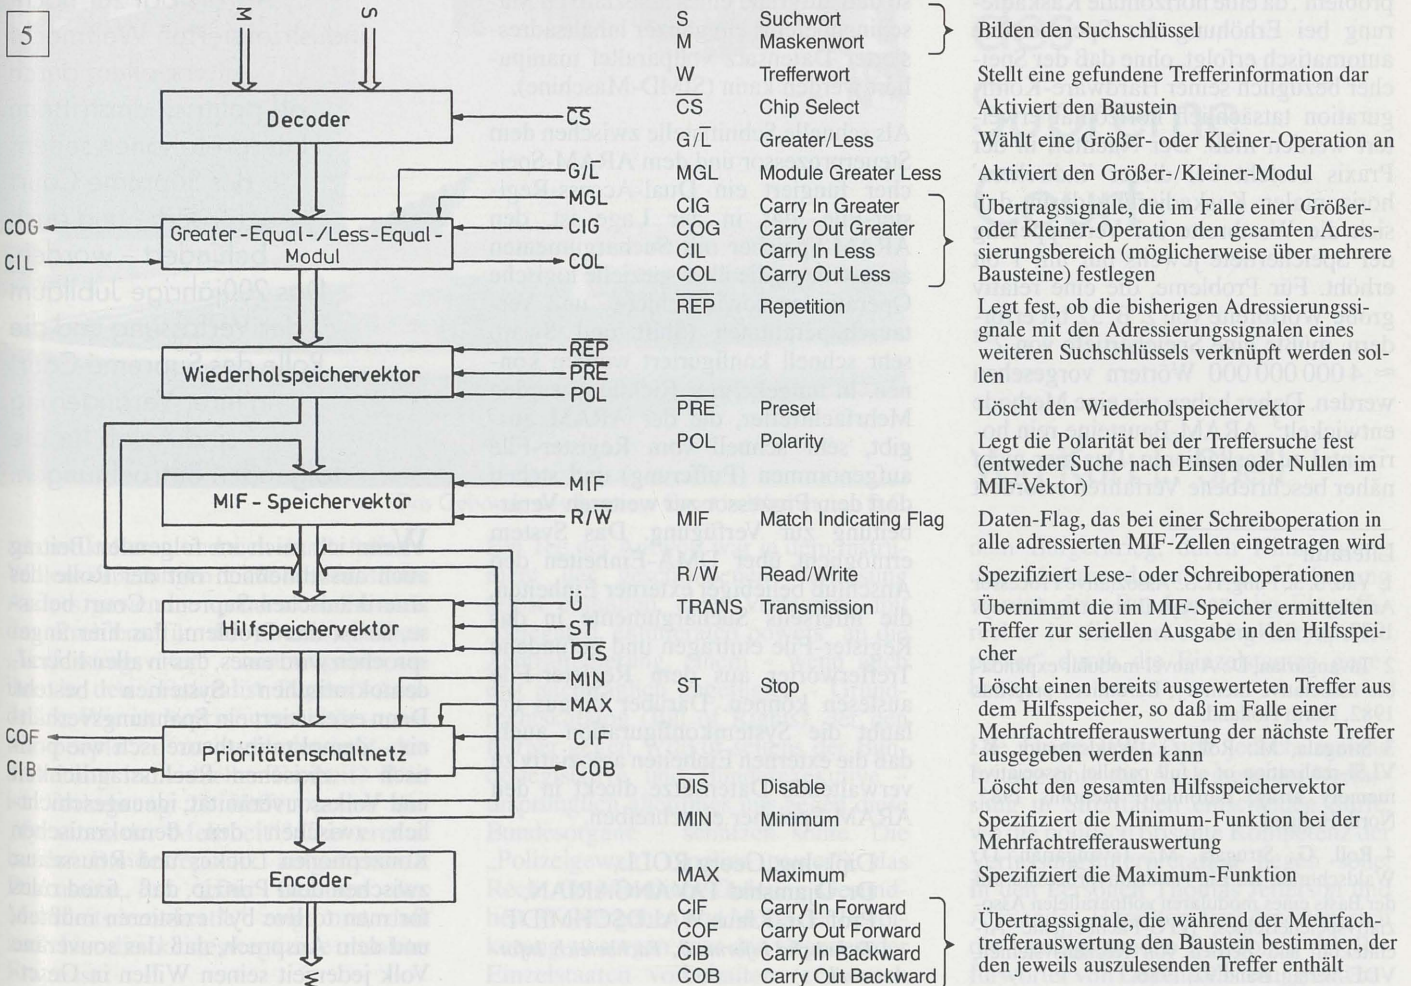 5
M
S
Decoder
C̅S̅
G/L̅
MGL
COG
Greater-Equal-/Less-Equal-
Modul
CIG
CIL
COL
Wiederholspeichervektor
R̅E̅P̅
P̅R̅E̅
POL
MIF-Speichervektor
MIF
R/W̅
Hilfsspeichervektor
Ü
ST
D̅I̅S̅
MIN
MAX
COF
Prioritätenschaltnetz
CIF
CIB
COB
Encoder
W
S Suchwort
M Maskenwort
Bilden den Suchschlüssel
W Trefferwort Stellt eine gefundene Trefferinformation dar
CS Chip Select Aktiviert den Baustein
G/L̅ Greater/Less Wählt eine Größer- oder Kleiner-Operation an
MGL Module Greater Less Aktiviert den Größer-/Kleiner-Modul
CIG Carry In Greater
COG Carry Out Greater
CIL Carry In Less
COL Carry Out Less
Übertragssignale, die im Falle einer Größer-
oder Kleiner-Operation den gesamten Adres-
sierungsbereich (möglicherweise über mehrere
Bausteine) festlegen
R̅E̅P̅ Repetition Legt fest, ob die bisherigen Adressierungssi-
gnale mit den Adressierungssignalen eines
weiteren Suchschlüssels verknüpft werden sol-
len
P̅R̅E̅ Preset Löscht den Wiederholspeichervektor
POL Polarity Legt die Polarität bei der Treffersuche fest
(entweder Suche nach Einsen oder Nullen im
MIF-Vektor)
MIF Match Indicating Flag Daten-Flag, das bei einer Schreiboperation in
alle adressierten MIF-Zellen eingetragen wird
R/W̅ Read/Write Spezifiziert Lese- oder Schreiboperationen
TRANS Transmission Übernimmt die im MIF-Speicher ermittelten
Treffer zur seriellen Ausgabe in den Hilfsspei-
cher
ST Stop Löscht einen bereits ausgewerteten Treffer aus
dem Hilfsspeicher, so daß im Falle einer
Mehrfachtrefferauswertung der nächste Treffer
ausgegeben werden kann
D̅I̅S̅ Disable Löscht den gesamten Hilfsspeichervektor
MIN Minimum Spezifiziert die Minimum-Funktion bei der
Mehrfachtrefferauswertung
MAX Maximum Spezifiziert die Maximum-Funktion
CIF Carry In Forward
COF Carry Out Forward
CIB Carry In Backward
COB Carry Out Backward
Übertragssignale, die während der Mehrfach-
trefferauswertung den Baustein bestimmen, der
den jeweils auszulesenden Treffer enthält